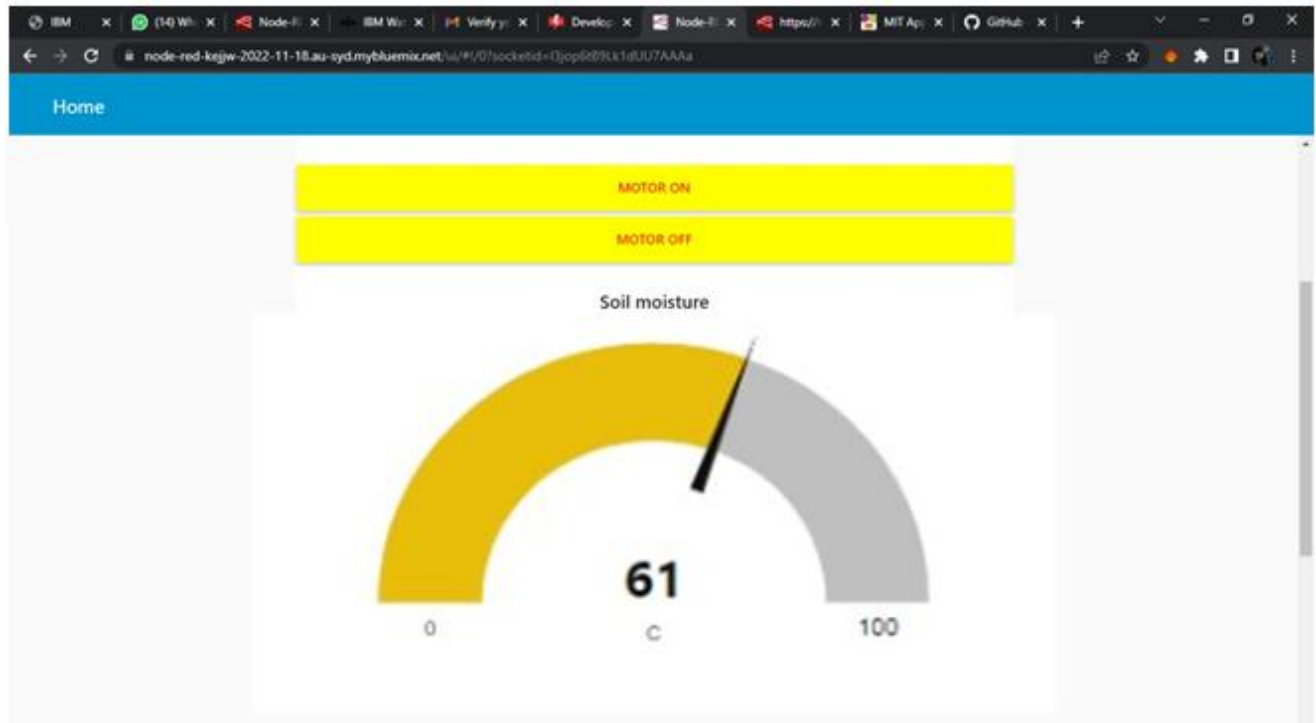 IBM (14) Wh Node-R IBM Wa Verify y Develop Node-R https:// MIT Ap GitHub
node-red-kejjw-2022-11-18.au-syd.mybluemix.net
Home
MOTOR ON
MOTOR OFF
Soil moisture
61
0 C 100